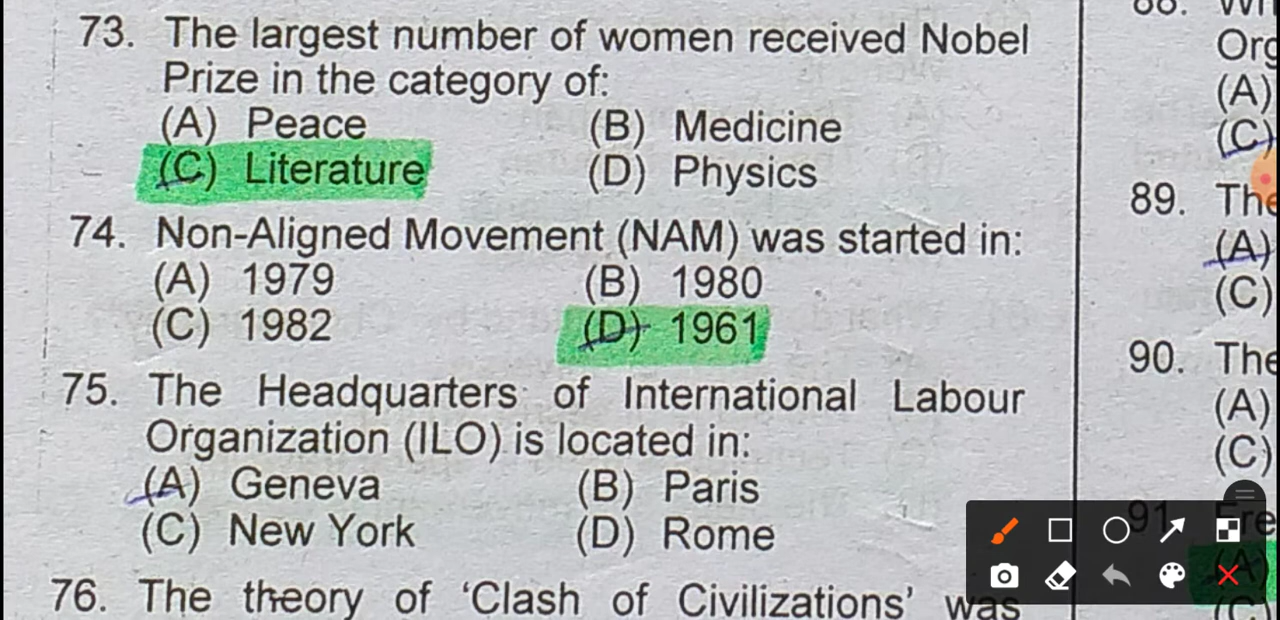 73. The largest number of women received Nobel
Prize in the category of:
(A) Peace (B) Medicine
(C) Literature (D) Physics
74. Non-Aligned Movement (NAM) was started in:
(A) 1979 (B) 1980
(C) 1982 (D) 1961
75. The Headquarters of International Labour
Organization (ILO) is located in:
(A) Geneva (B) Paris
(C) New York (D) Rome
76. The theory of ‘Clash of Civilizations’ was
(A)
(C)
89. The
(A)
(C)
90. The
(A)
(C)
91.
(A)